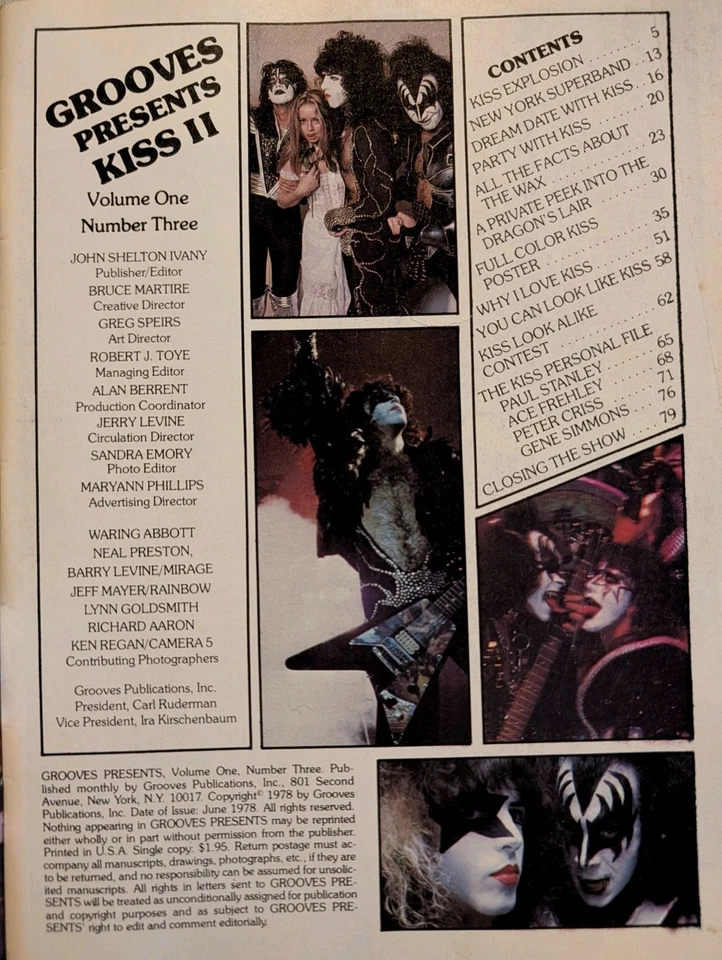 GROOVES
PRESENTS
KISS II
Volume One
Number Three
JOHN SHELTON IVANY
Publisher/Editor
BRUCE MARTIRE
Creative Director
GREG SPEIRS
Art Director
ROBERT J. TOYE
Managing Editor
ALAN BERRENT
Production Coordinator
JERRY LEVINE
Circulation Director
SANDRA EMORY
Photo Editor
MARYANN PHILLIPS
Advertising Director
WARING ABBOTT
NEAL PRESTON,
BARRY LEVINE/MIRAGE
JEFF MAYER/RAINBOW
LYNN GOLDSMITH
RICHARD AARON
KEN REGAN/CAMERA 5
Contributing Photographers
Grooves Publications, Inc.
President, Carl Ruderman
Vice President, Ira Kirschenbaum
CONTENTS
KISS EXPLOSION ........ 5
NEW YORK SUPERBAND .. 13
DREAM DATE WITH KISS . 16
PARTY WITH KISS ....... 20
ALL THE FACTS ABOUT
THE WAX .............. 23
A PRIVATE PEEK INTO THE
DRAGON'S LAIR ........ 30
FULL COLOR KISS
POSTER ............... 35
WHY I LOVE KISS ........ 51
YOU CAN LOOK LIKE KISS 58
KISS LOOK ALIKE
CONTEST .............. 62
THE KISS PERSONAL FILE
PAUL STANLEY ....... 65
ACE FREHLEY ........ 68
PETER CRISS ......... 71
GENE SIMMONS ...... 76
CLOSING THE SHOW .... 79
GROOVES PRESENTS, Volume One, Number Three. Pub-
lished monthly by Grooves Publications, Inc., 801 Second
Avenue, New York, N.Y. 10017. Copyright© 1978 by Grooves
Publications, Inc. Date of Issue: June 1978. All rights reserved.
Nothing appearing in GROOVES PRESENTS may be reprinted
either wholly or in part without permission from the publisher.
Printed in U.S.A. Single copy: $1.95. Return postage must ac-
company all manuscripts, drawings, photographs, etc., if they are
to be returned, and no responsibility can be assumed for unsolic-
ited manuscripts. All rights in letters sent to GROOVES PRE-
SENTS will be treated as unconditionally assigned for publication
and copyright purposes and as subject to GROOVES PRE-
SENTS' right to edit and comment editorially.